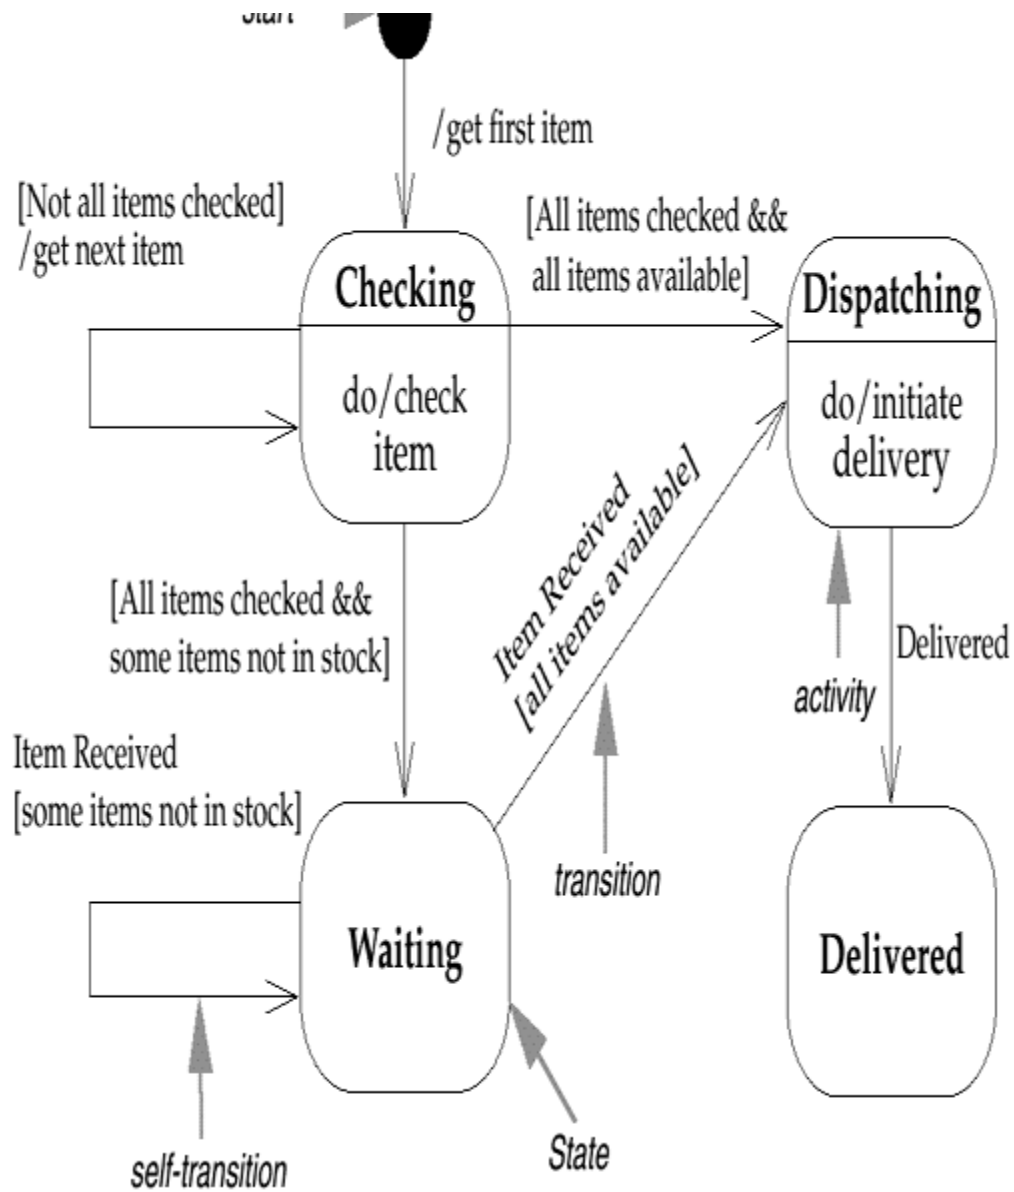 start
/get first item
[Not all items checked]
/get next item
[All items checked &&
all items available]
Checking
do/check
item
Dispatching
do/initiate
delivery
Item Received
[all items available]
[All items checked &&
some items not in stock]
activity
Delivered
Item Received
[some items not in stock]
transition
Waiting
Delivered
self-transition
State